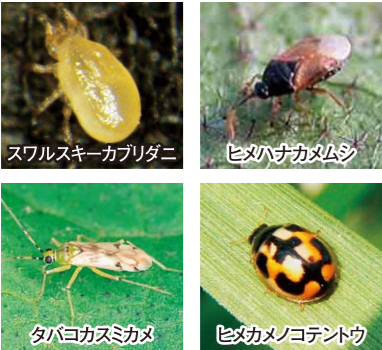 スワルスキーカブリダニ
ヒメハナカメムシ
タバコカスミカメ
ヒメカメノコテントウ